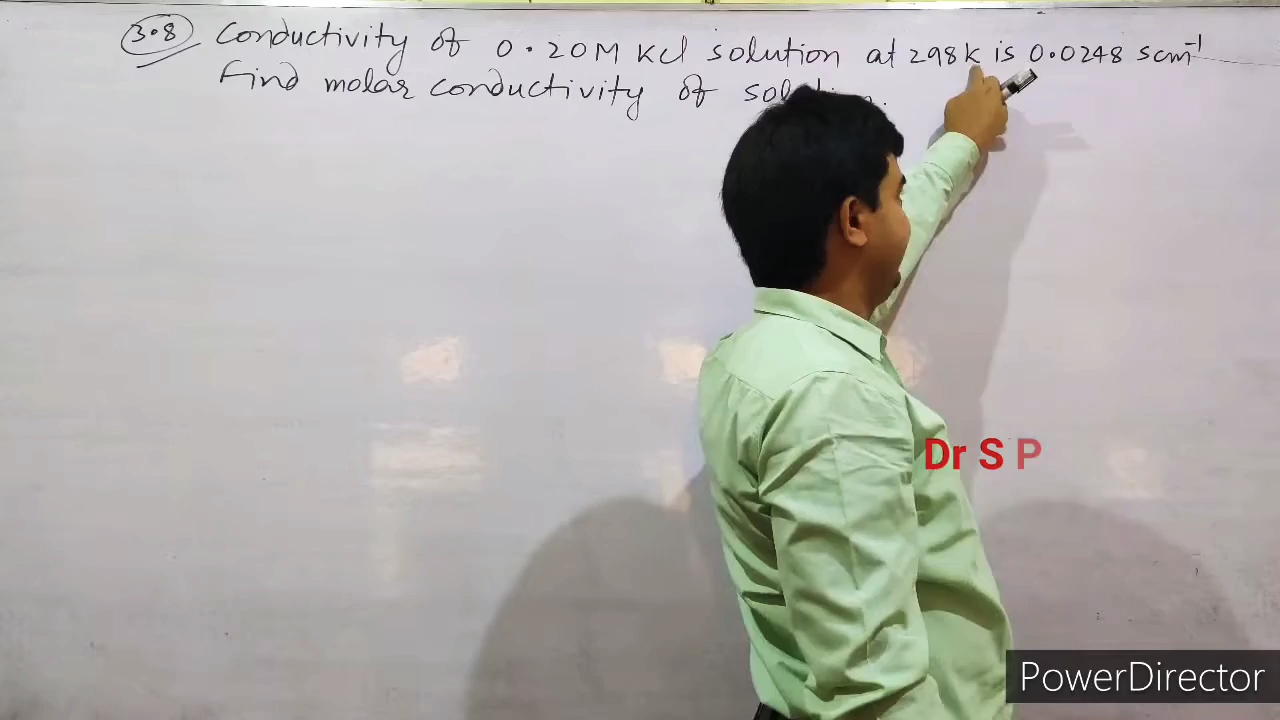 3.8 Conductivity of 0.20M KCl solution at 298k is 0.0248 scm⁻¹
Find molar conductivity of
Dr S P
PowerDirector